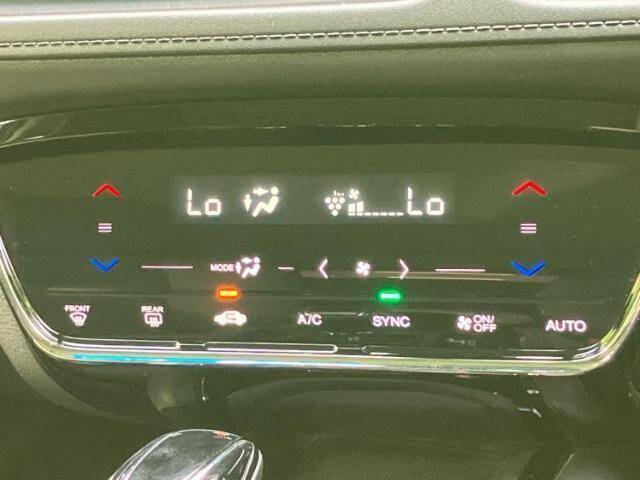 Lo Lo
MODE
FRONT REAR A/C SYNC ON/OFF AUTO